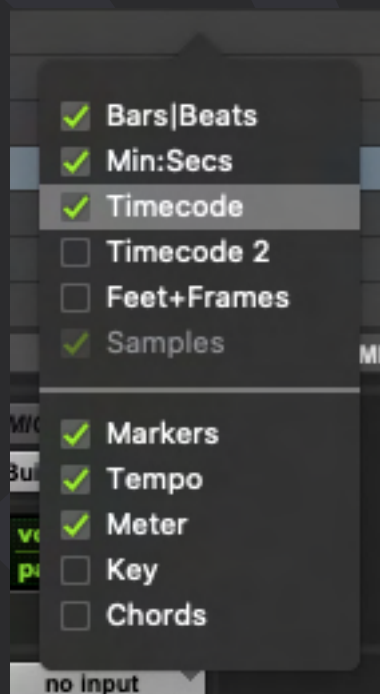 Bars|Beats
Min:Secs
Timecode
Timecode 2
Feet+Frames
Samples
Markers
Tempo
Meter
Key
Chords
no input